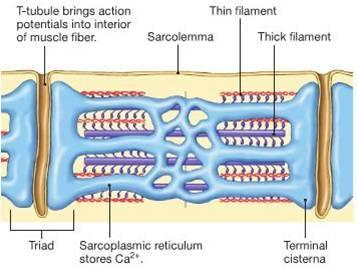 T-tubule brings action
potentials into interior
of muscle fiber.
Sarcolemma
Thin filament
Thick filament
Triad
Sarcoplasmic reticulum
stores Ca²⁺.
Terminal
cisterna